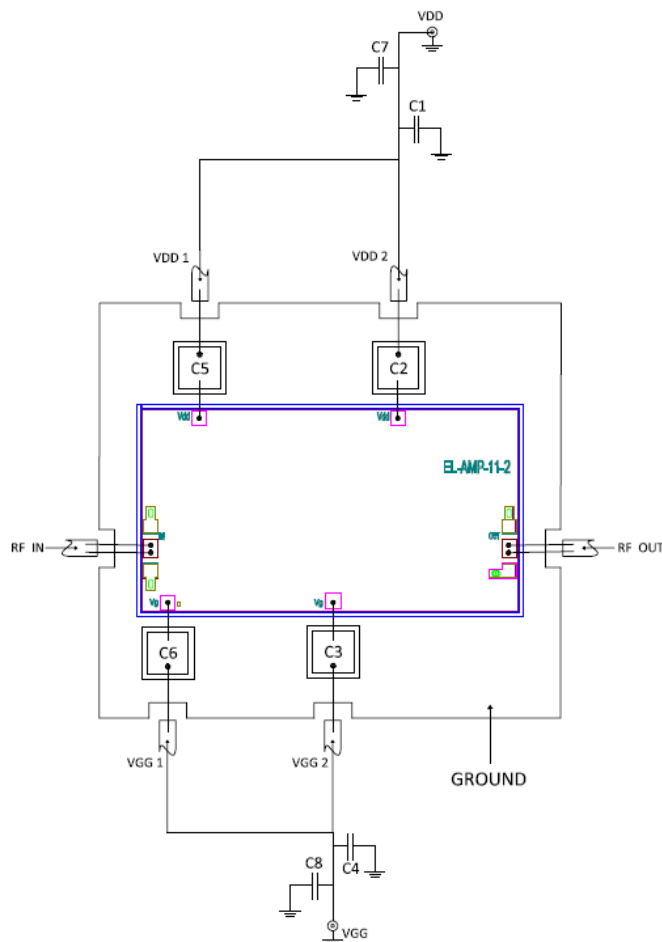 VDD
C7
C1
VDD 1
VDD 2
C5
C2
Vdd
Vdd
EL-AMP-11-2
OUT
RF IN
RF OUT
Vg
Vg
C6
C3
VGG 1
VGG 2
GROUND
C8
C4
VGG